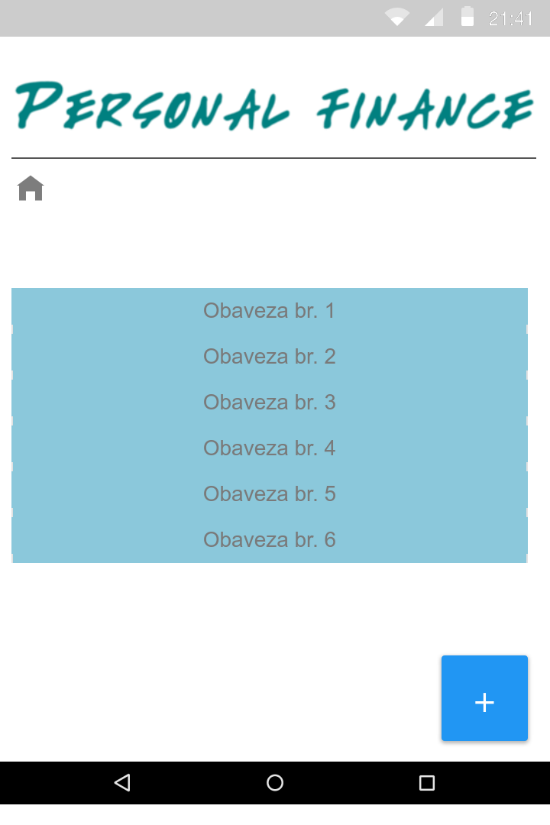 21:41
Personal finance
Obaveza br. 1
Obaveza br. 2
Obaveza br. 3
Obaveza br. 4
Obaveza br. 5
Obaveza br. 6
+